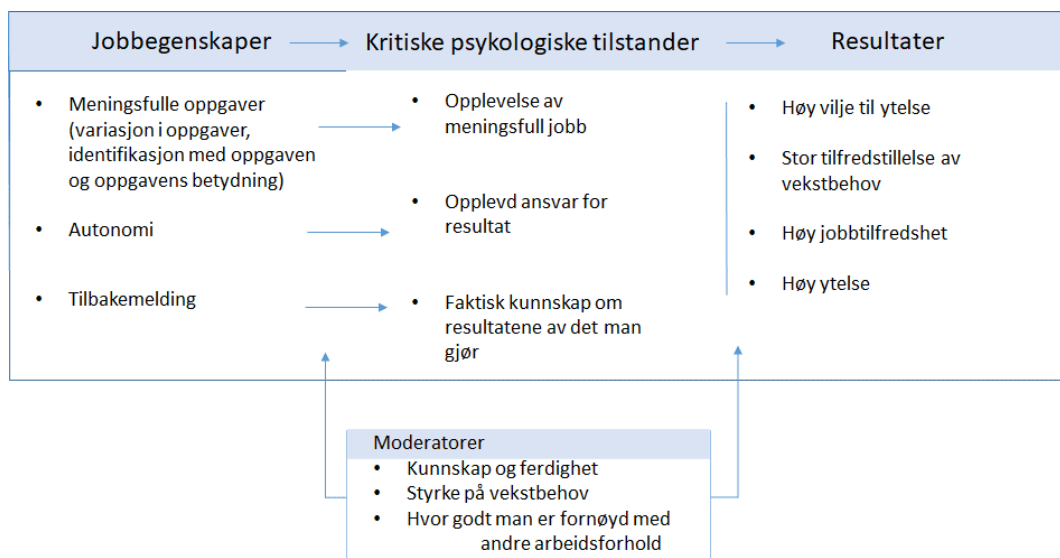 Jobbegenskaper
Kritiske psykologiske tilstander
Resultater
• Meningsfulle oppgaver
(variasjon i oppgaver,
identifikasjon med oppgaven
og oppgavens betydning)
• Autonomi
• Tilbakemelding
• Opplevelse av
meningsfull jobb
• Opplevd ansvar for
resultat
• Faktisk kunnskap om
resultatene av det man
gjør
• Høy vilje til ytelse
• Stor tilfredstillelse av
vekstbehov
• Høy jobbtilfredshet
• Høy ytelse
Moderatorer
• Kunnskap og ferdighet
• Styrke på vekstbehov
• Hvor godt man er fornøyd med
andre arbeidsforhold